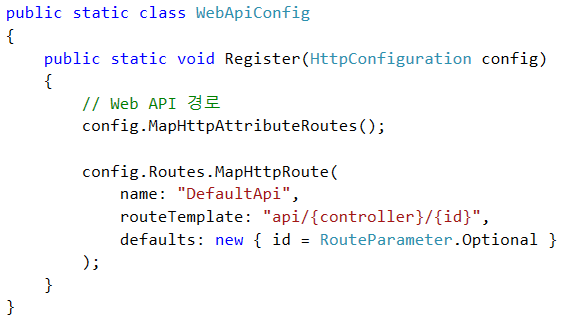 public static class WebApiConfig
{
    public static void Register(HttpConfiguration config)
    {
        // Web API 경로
        config.MapHttpAttributeRoutes();

        config.Routes.MapHttpRoute(
            name: "DefaultApi",
            routeTemplate: "api/{controller}/{id}",
            defaults: new { id = RouteParameter.Optional }
        );
    }
}